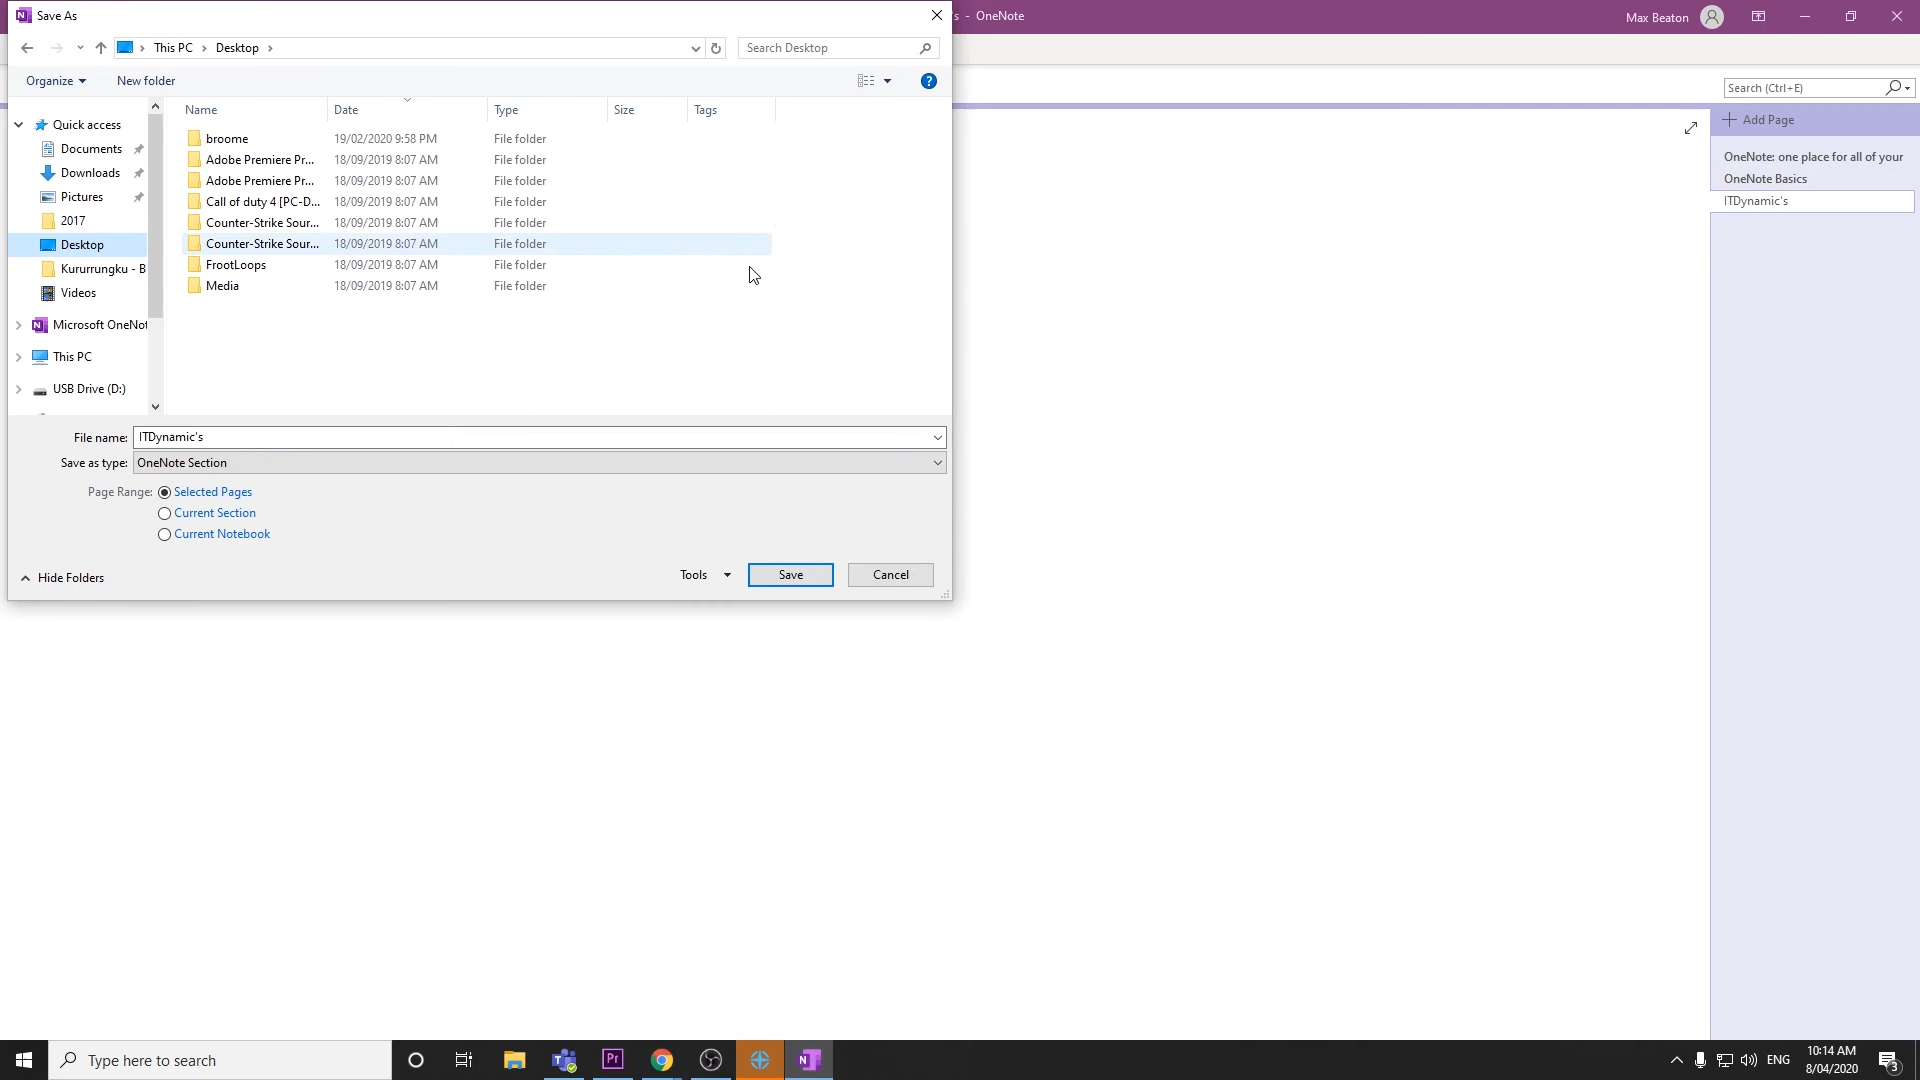 Save As
s - OneNote
Max Beaton
This PC
Desktop
Search Desktop
Organize
New folder
?
Search (Ctrl+E)
Name
Date
Type
Size
Tags
Add Page
Quick access
Documents
Downloads
Pictures
2017
Desktop
Kururrungku - B
Videos
Microsoft OneNot
This PC
USB Drive (D:)
broome 19/02/2020 9:58 PM File folder
Adobe Premiere Pr... 18/09/2019 8:07 AM File folder
Adobe Premiere Pr... 18/09/2019 8:07 AM File folder
Call of duty 4 [PC-D... 18/09/2019 8:07 AM File folder
Counter-Strike Sour... 18/09/2019 8:07 AM File folder
Counter-Strike Sour... 18/09/2019 8:07 AM File folder
FrootLoops 18/09/2019 8:07 AM File folder
Media 18/09/2019 8:07 AM File folder
OneNote: one place for all of your
OneNote Basics
ITDynamic's
File name: ITDynamic's
Save as type: OneNote Section
Page Range: Selected Pages
Current Section
Current Notebook
Hide Folders
Tools
Save
Cancel
Type here to search
Pr
N
ENG
10:14 AM
8/04/2020
3